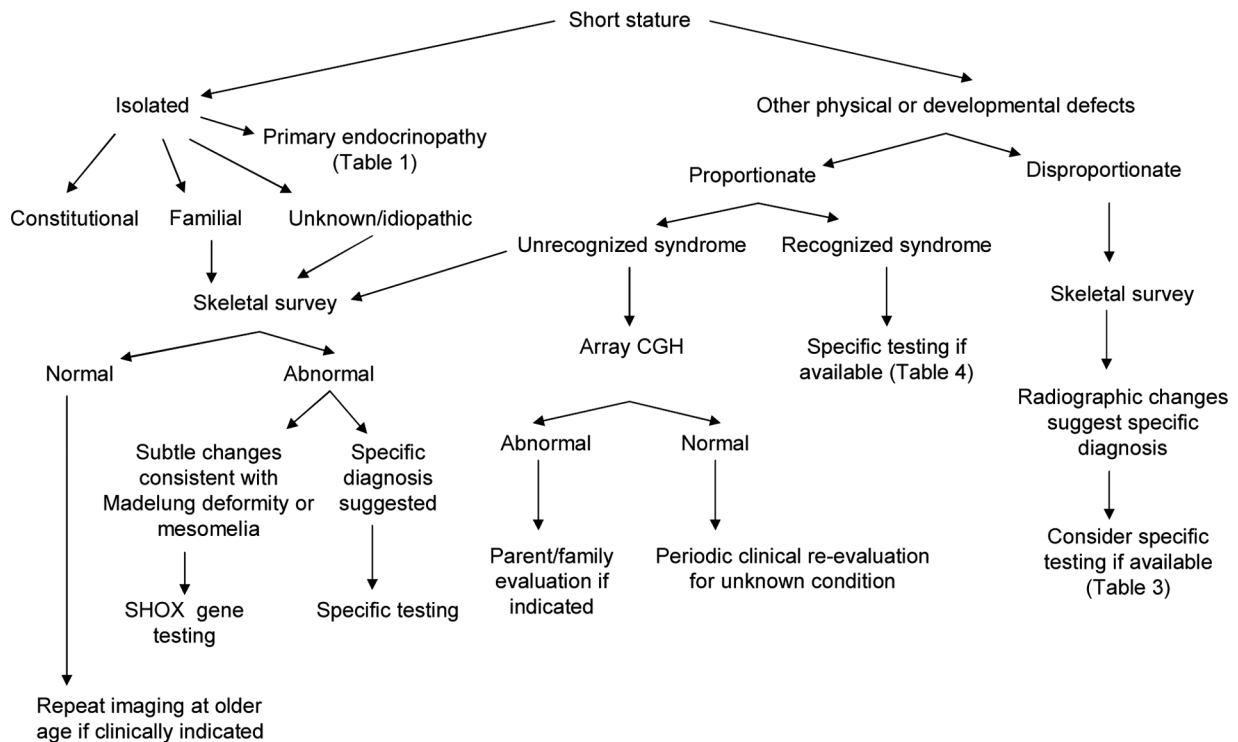 Short stature
Isolated
Other physical or developmental defects
Primary endocrinopathy
(Table 1)
Proportionate
Disproportionate
Constitutional
Familial
Unknown/idiopathic
Unrecognized syndrome
Recognized syndrome
Skeletal survey
Skeletal survey
Normal
Abnormal
Array CGH
Specific testing if
available (Table 4)
Radiographic changes
suggest specific
diagnosis
Subtle changes
consistent with
Madelung deformity or
mesomelia
Specific
diagnosis
suggested
Abnormal
Normal
Parent/family
evaluation if
indicated
Periodic clinical re-evaluation
for unknown condition
Consider specific
testing if available
(Table 3)
SHOX gene
testing
Specific testing
Repeat imaging at older
age if clinically indicated